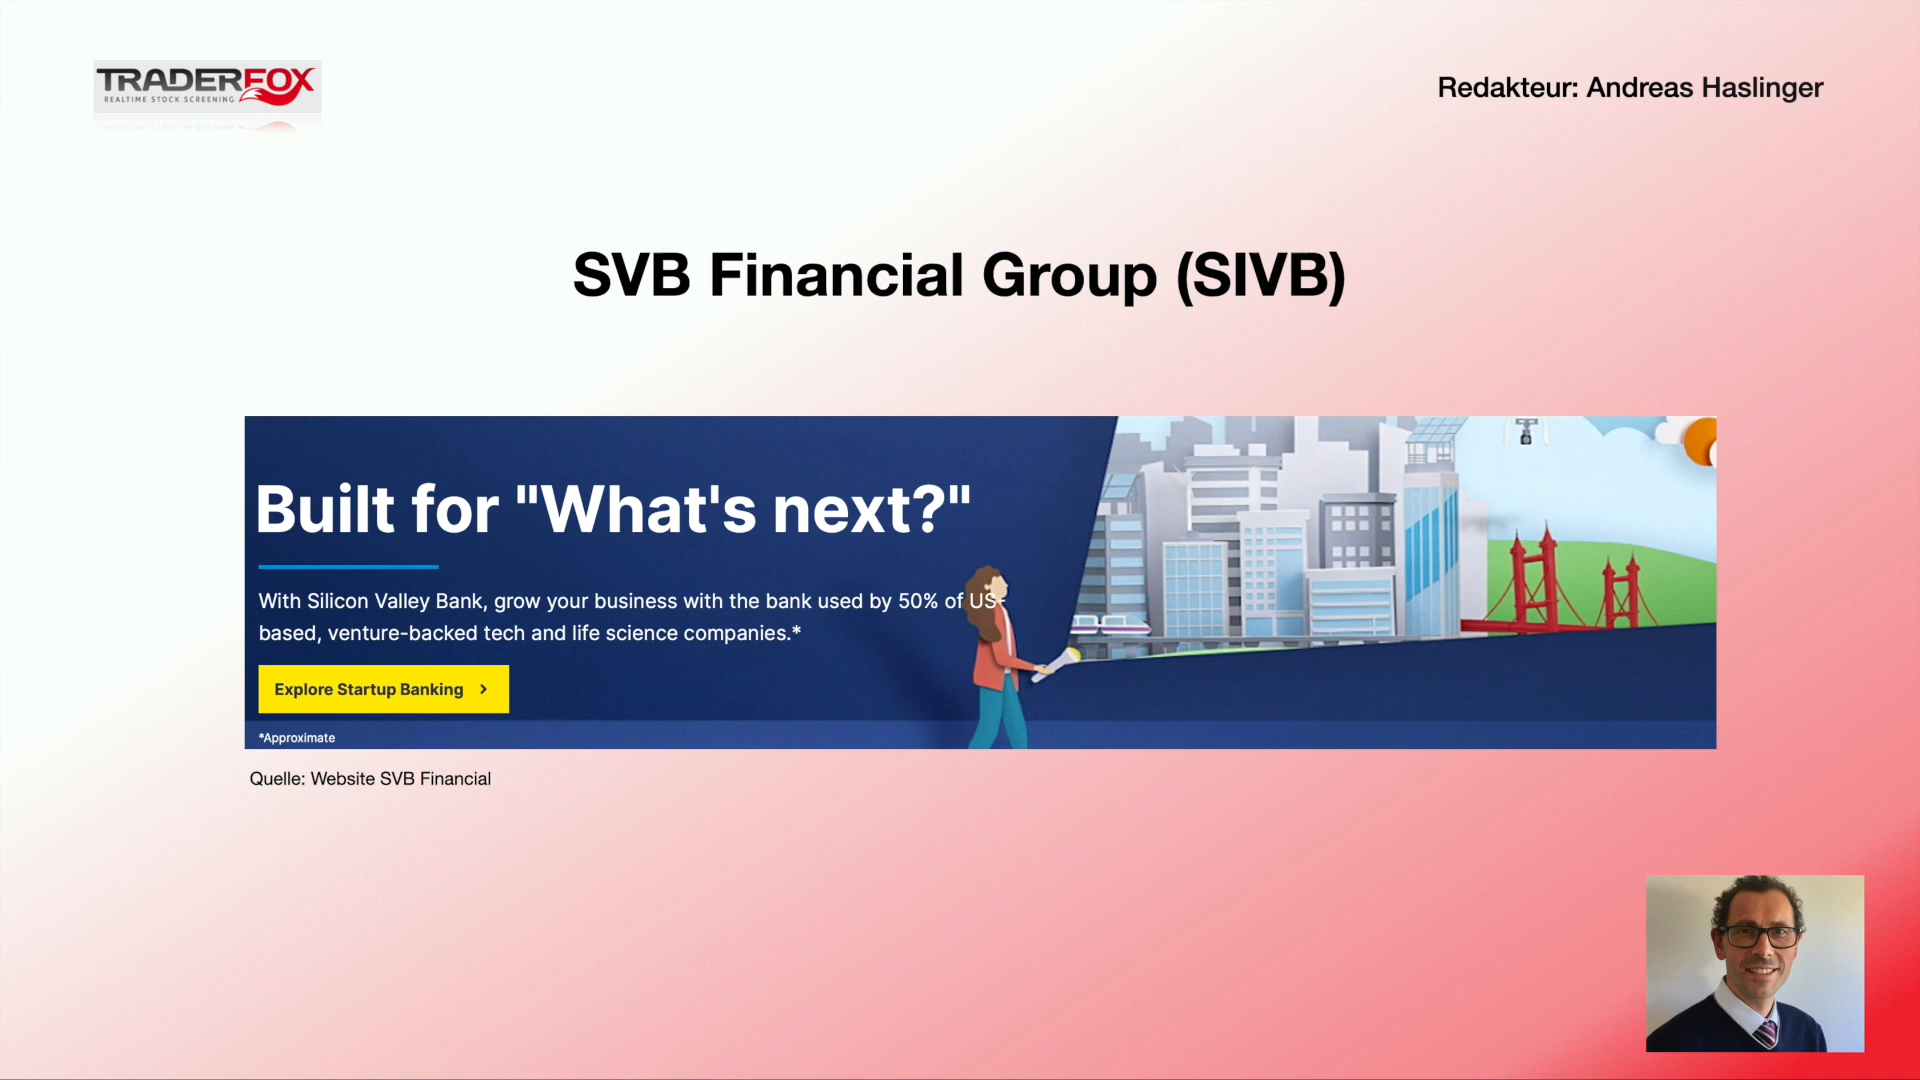 TRADERFOX
REALTIME STOCK SCREENING
Redakteur: Andreas Haslinger
SVB Financial Group (SIVB)
Built for "What's next?"
With Silicon Valley Bank, grow your business with the bank used by 50% of US-
based, venture-backed tech and life science companies.*
Explore Startup Banking >
*Approximate
Quelle: Website SVB Financial